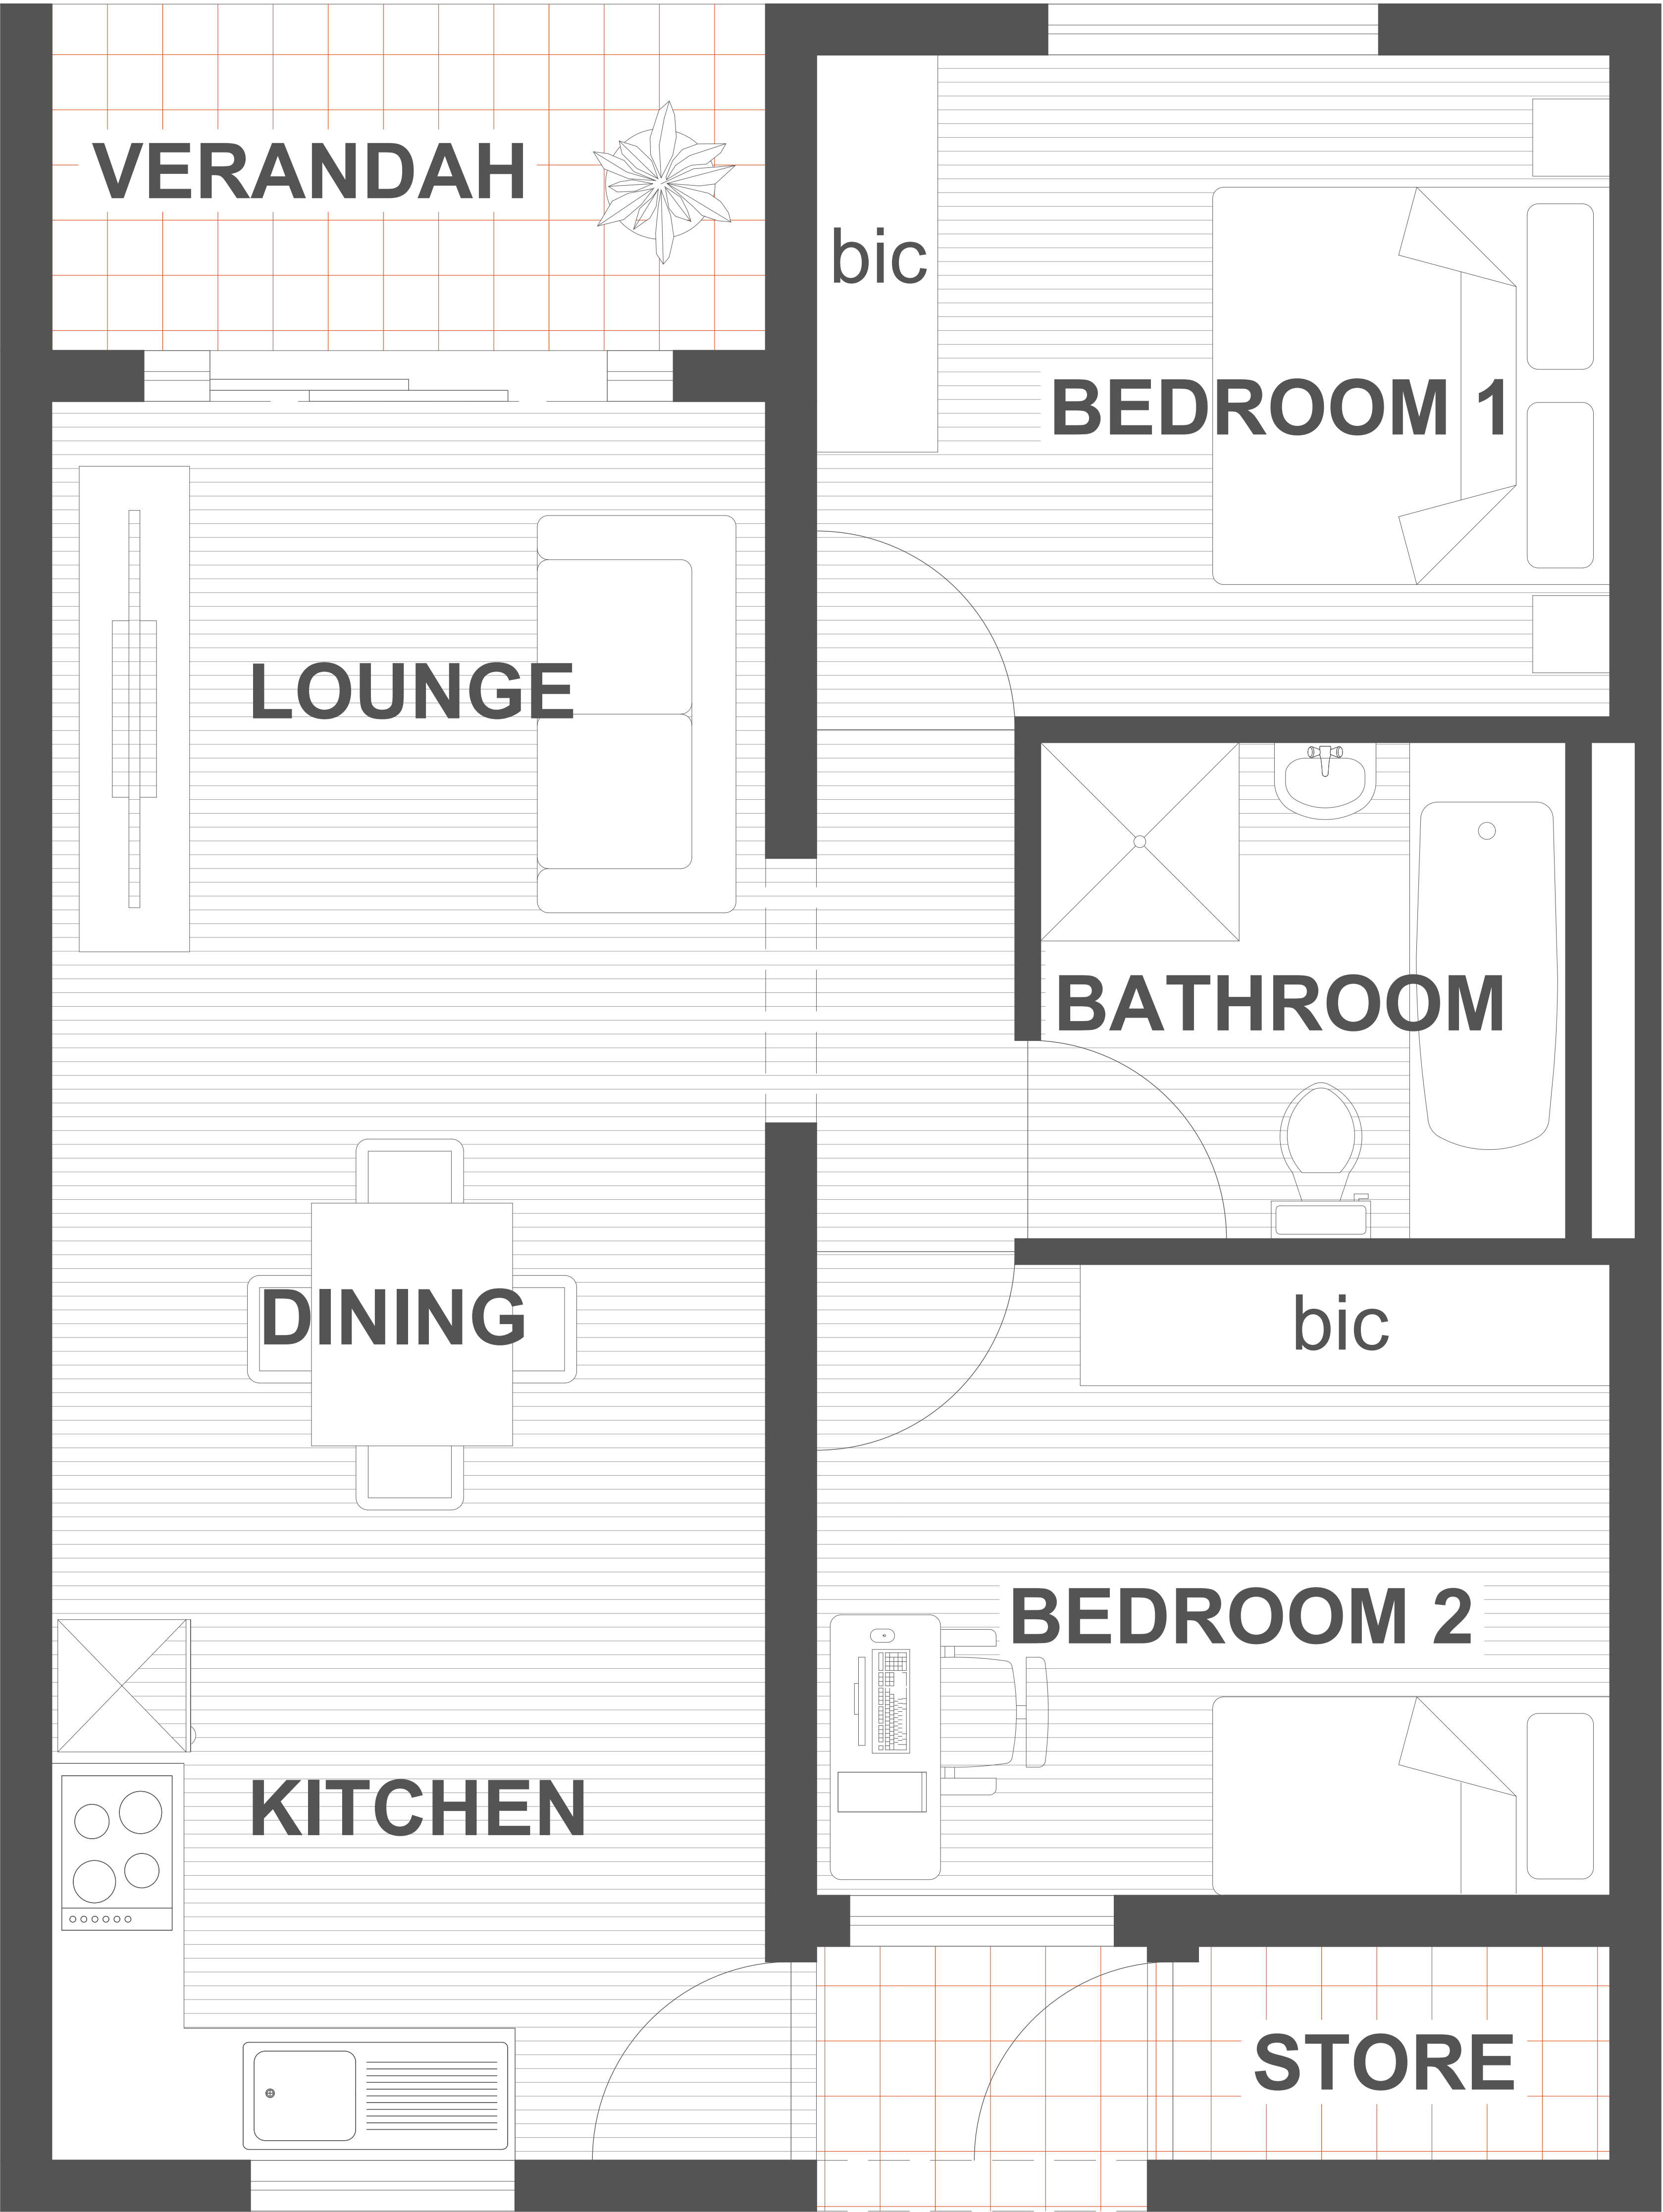 VERANDAH
bic
BEDROOM 1
LOUNGE
BATHROOM
DINING
bic
BEDROOM 2
KITCHEN
STORE